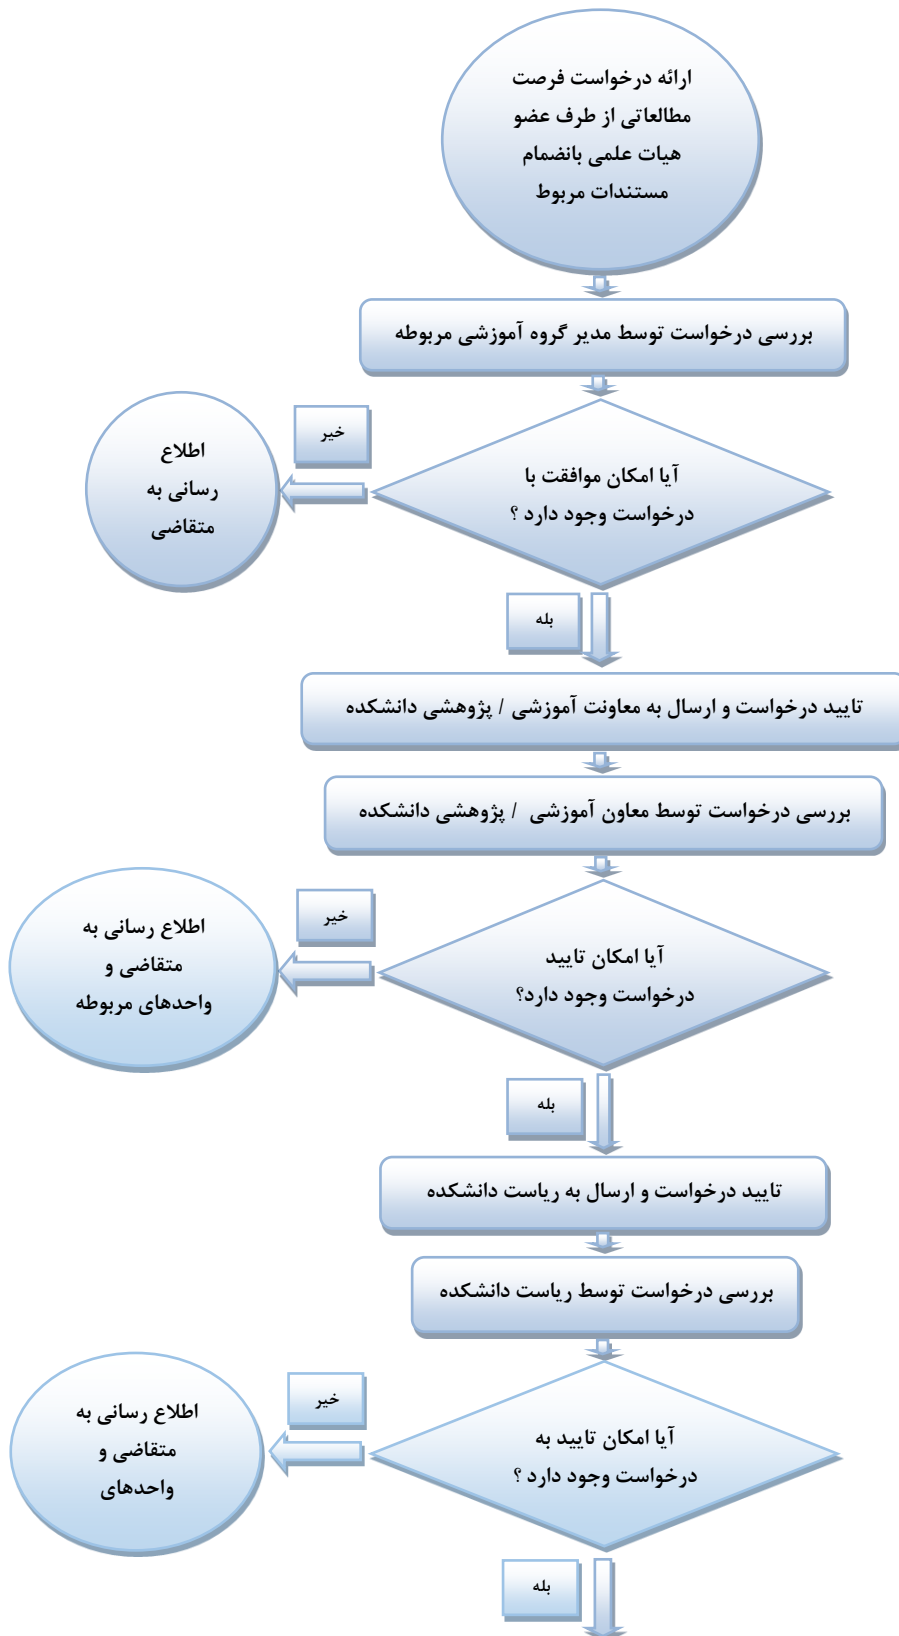 ارائه درخواست فرصت
مطالعاتی از طرف عضو
هیات علمی بانضمام
مستندات مربوط
بررسی درخواست توسط مدیر گروه آموزشی مربوطه
آیا امکان موافقت با
درخواست وجود دارد ؟
خیر
اطلاع
رسانی به
متقاضی
بله
تایید درخواست و ارسال به معاونت آموزشی / پژوهشی دانشکده
بررسی درخواست توسط معاون آموزشی / پژوهشی دانشکده
آیا امکان تایید
درخواست وجود دارد؟
خیر
اطلاع رسانی به
متقاضی و
واحدهای مربوطه
بله
تایید درخواست و ارسال به ریاست دانشکده
بررسی درخواست توسط ریاست دانشکده
آیا امکان تایید به
درخواست وجود دارد ؟
خیر
اطلاع رسانی به
متقاضی و
واحدهای
بله